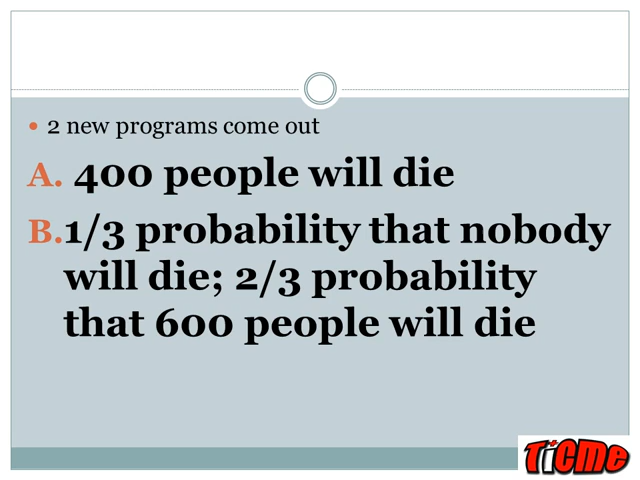 2 new programs come out
A. 400 people will die
B. 1/3 probability that nobody
will die; 2/3 probability
that 600 people will die
TiCMe